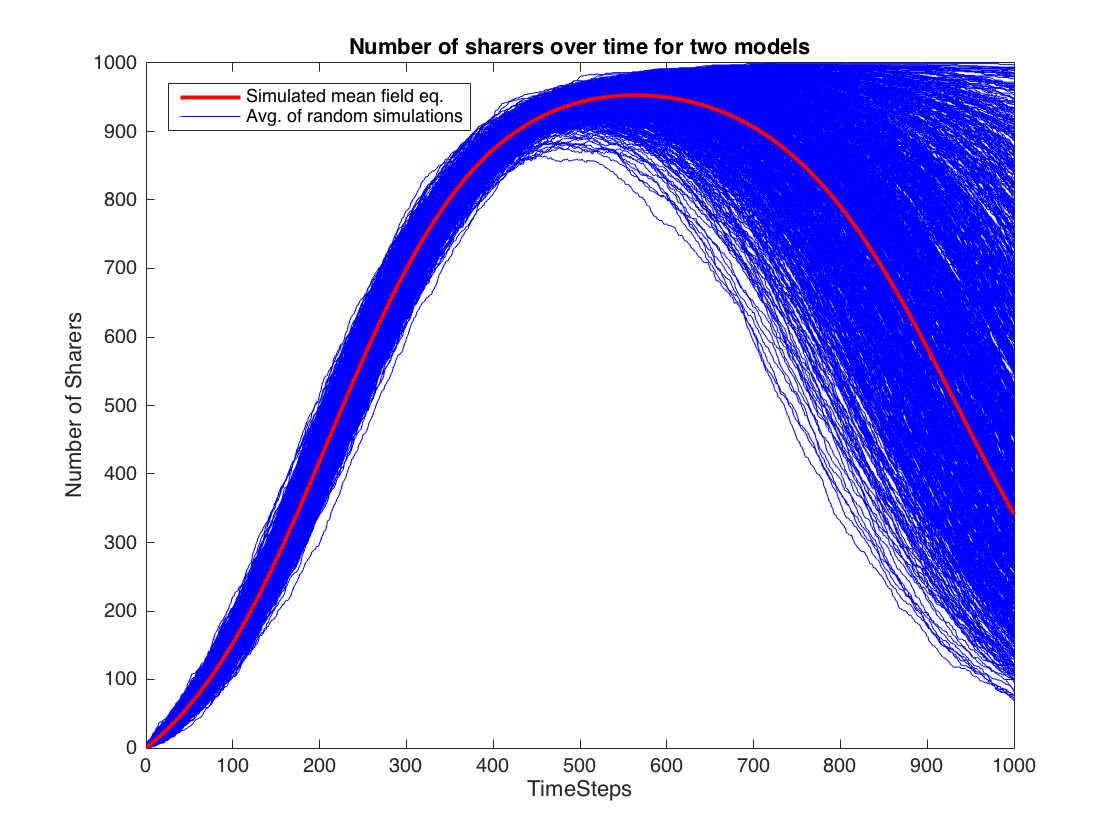 Number of sharers over time for two models
Simulated mean field eq.
Avg. of random simulations
Number of Sharers
1000
900
800
700
600
500
400
300
200
100
0
0 100 200 300 400 500 600 700 800 900 1000
TimeSteps